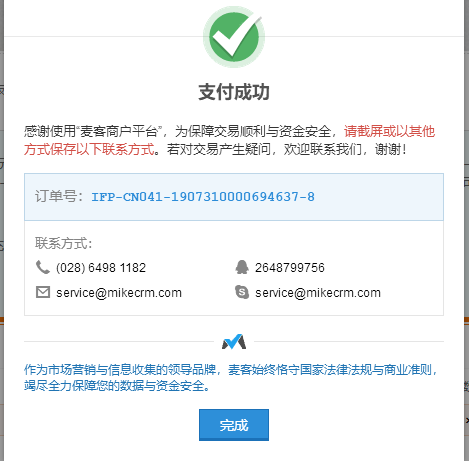 支付成功
感谢使用“麦客商户平台”，为保障交易顺利与资金安全，请截屏或以其他
方式保存以下联系方式。若对交易产生疑问，欢迎联系我们，谢谢！
订单号：IFP-CN041-1907310000694637-8
联系方式：
(028) 6498 1182 2648799756
service@mikecrm.com service@mikecrm.com
作为市场营销与信息收集的领导品牌，麦客始终恪守国家法律法规与商业准则，
竭尽全力保障您的数据与资金安全。
完成